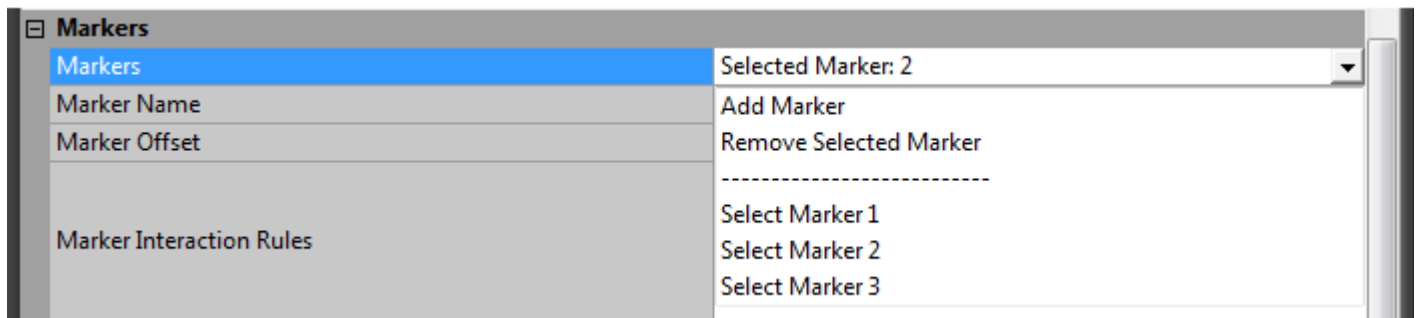 Markers
Markers Selected Marker: 2
Marker Name Add Marker
Marker Offset Remove Selected Marker
---------------------------
Select Marker 1
Marker Interaction Rules Select Marker 2
Select Marker 3